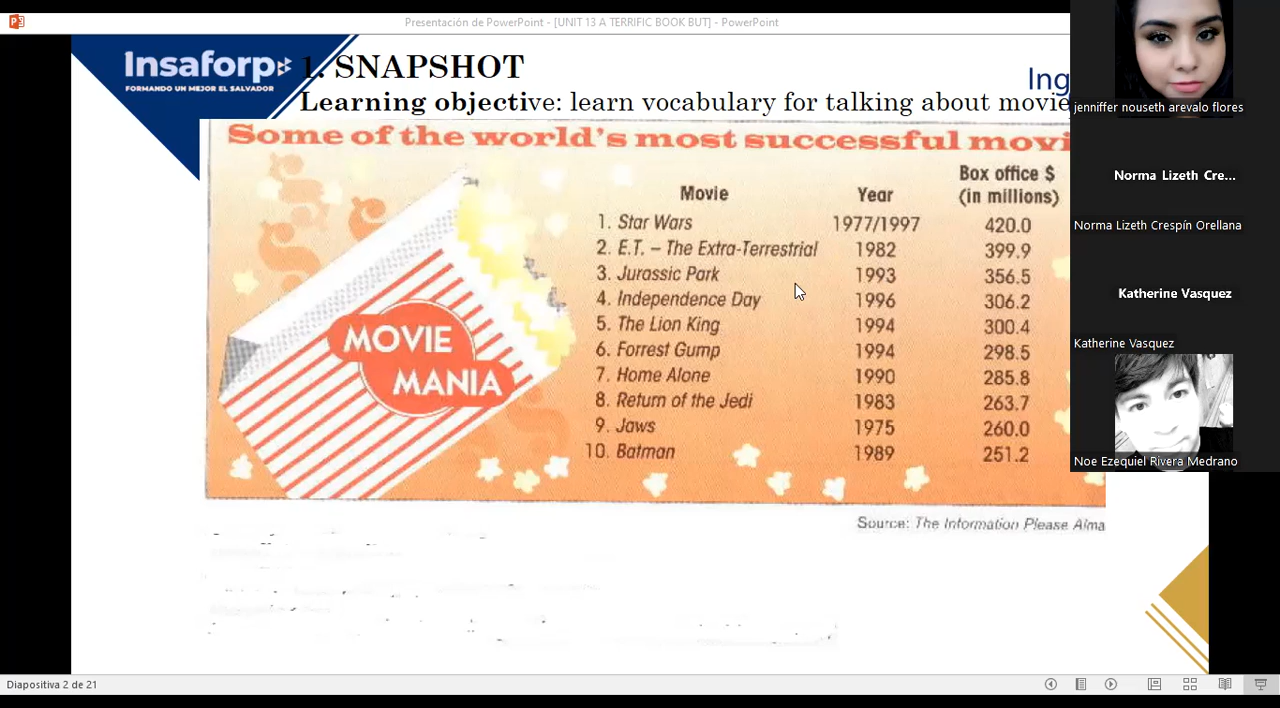 Presentación de PowerPoint - [UNIT 13 A TERRIFIC BOOK BUT] - PowerPoint
Insaforp
FORMANDO UN MEJOR EL SALVADOR
1. SNAPSHOT
Ing
Learning objective: learn vocabulary for talking about movie
Some of the world's most successful movi
Movie Year Box office $ (in millions)
1. Star Wars 1977/1997 420.0
2. E.T. – The Extra-Terrestrial 1982 399.9
3. Jurassic Park 1993 356.5
4. Independence Day 1996 306.2
5. The Lion King 1994 300.4
6. Forrest Gump 1994 298.5
7. Home Alone 1990 285.8
8. Return of the Jedi 1983 263.7
9. Jaws 1975 260.0
10. Batman 1989 251.2
MOVIE
MANIA
Source: The Information Please Alma
jenniffer nouseth arevalo flores
Norma Lizeth Cre...
Norma Lizeth Crespín Orellana
Katherine Vasquez
Katherine Vasquez
Noe Ezequiel Rivera Medrano
Diapositiva 2 de 21